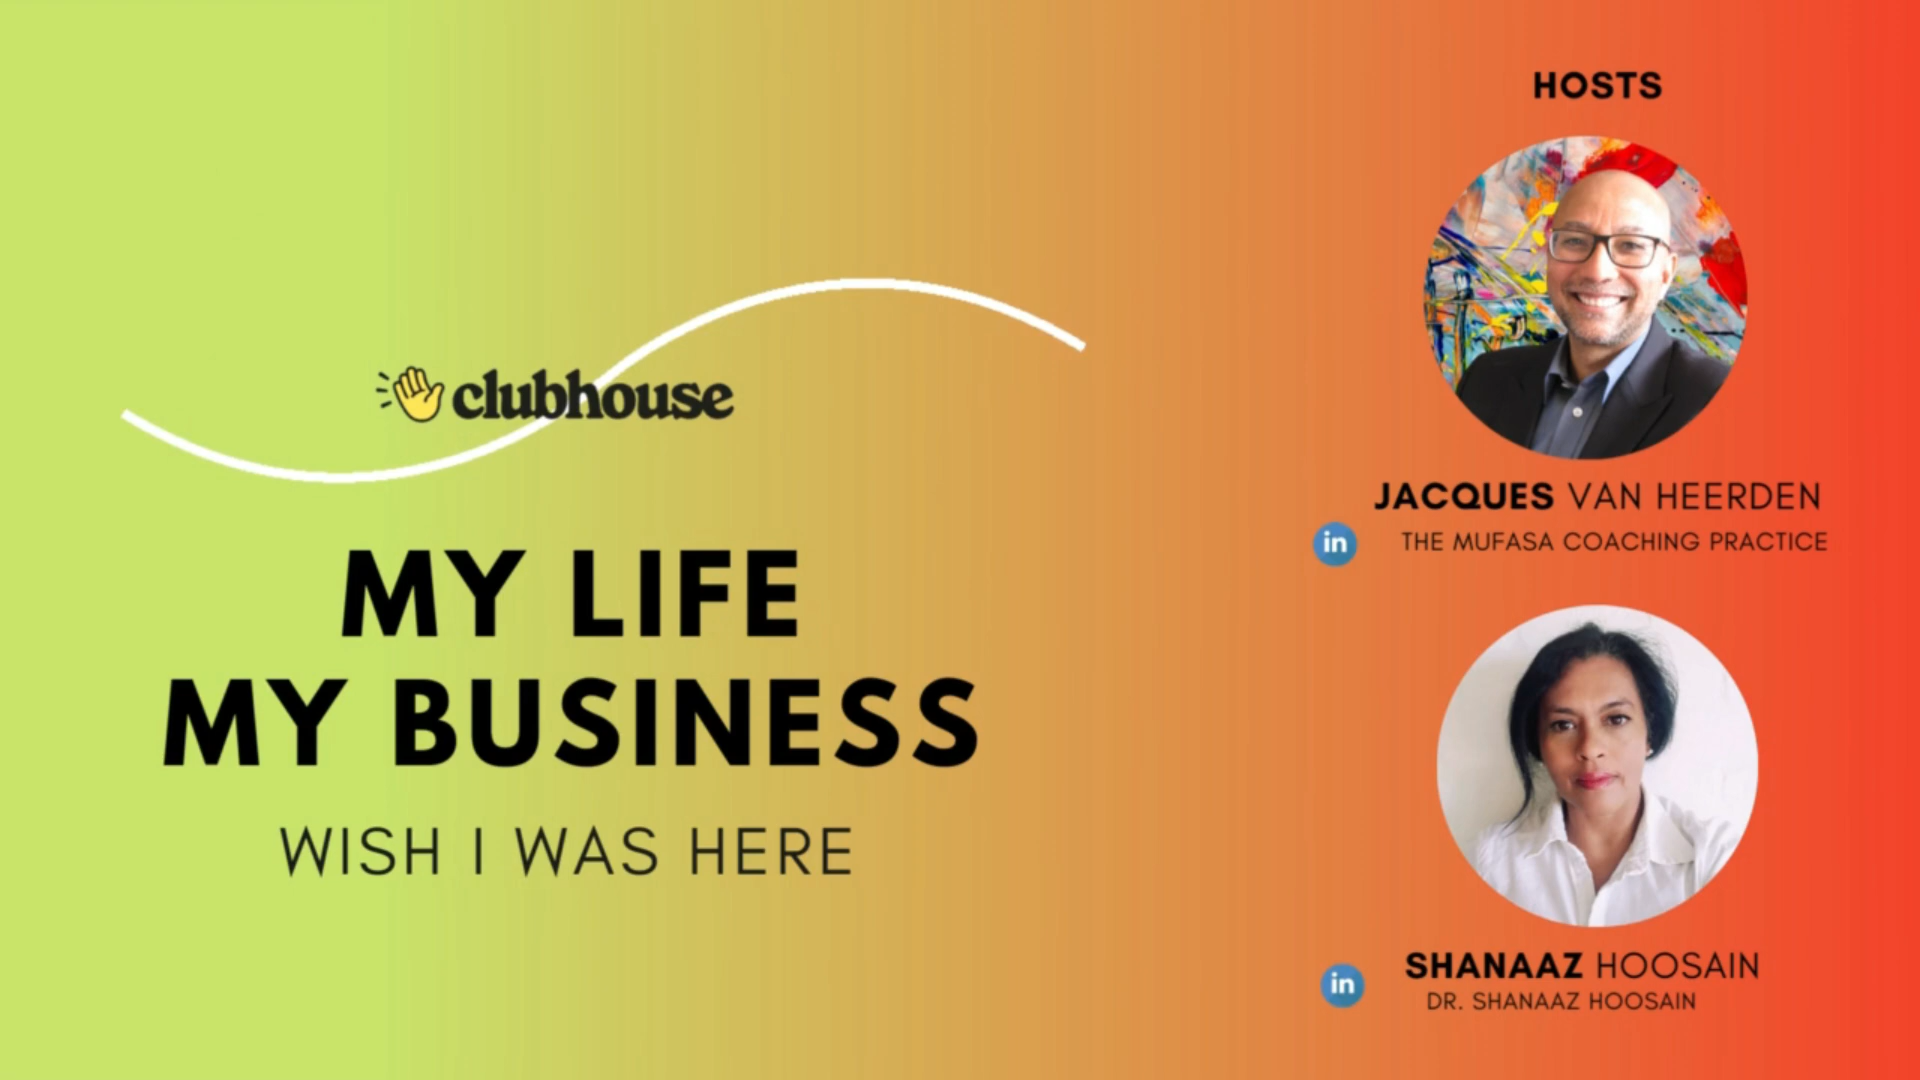 clubhouse
MY LIFE
MY BUSINESS
WISH I WAS HERE
HOSTS
JACQUES VAN HEERDEN
in THE MUFASA COACHING PRACTICE
SHANAAZ HOOSAIN
in DR. SHANAAZ HOOSAIN